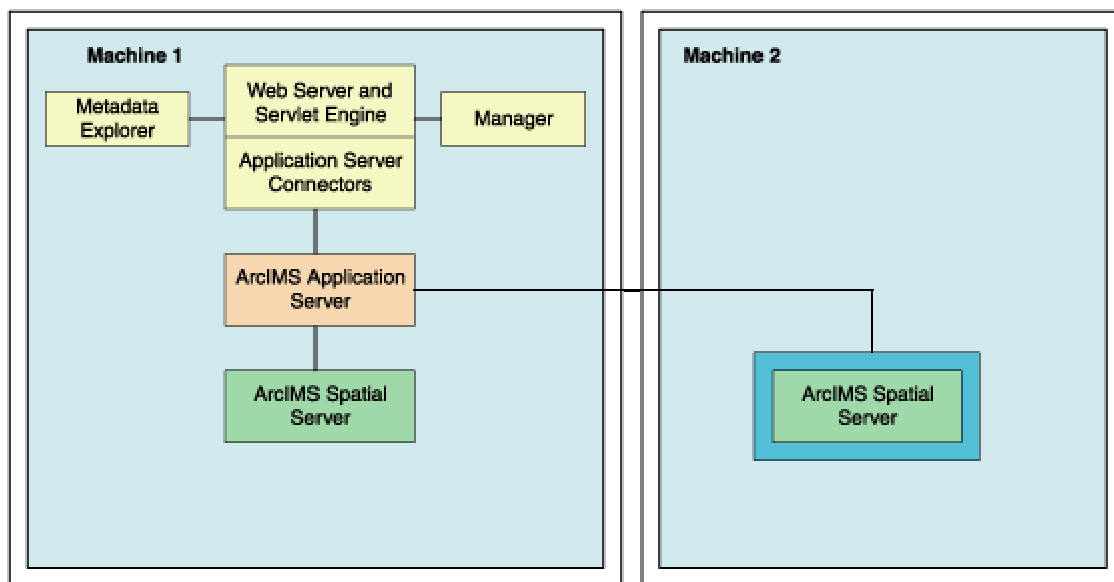 Machine 1
Metadata
Explorer
Web Server and
Servlet Engine
Manager
Application Server
Connectors
ArcIMS Application
Server
ArcIMS Spatial
Server
Machine 2
ArcIMS Spatial
Server